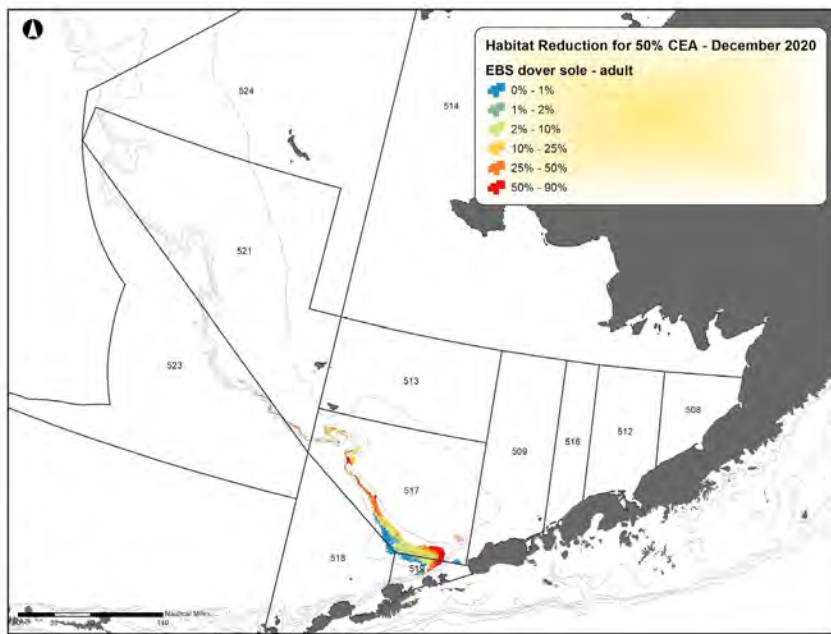 Habitat Reduction for 50% CEA - December 2020
EBS dover sole - adult
0% - 1%
1% - 2%
2% - 10%
10% - 25%
25% - 50%
50% - 90%
524
514
521
523
513
508
509
516
512
517
518
Nautical Miles